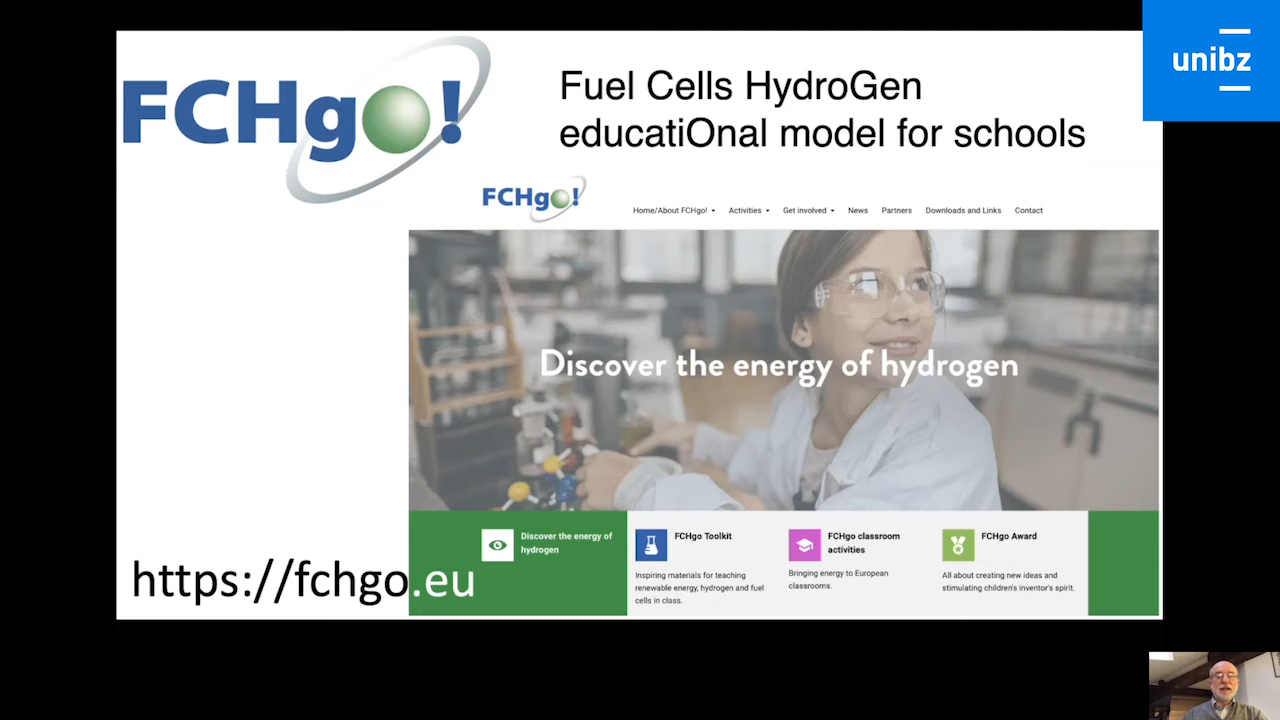 unibz
FCHgo!
Fuel Cells HydroGen
educatiOnal model for schools
FCHgo!
Home/About FCHgo! Activities Get involved News Partners Downloads and Links Contact
Discover the energy of hydrogen
Discover the energy of
hydrogen
FCHgo Toolkit
Inspiring materials for teaching
renewable energy, hydrogen and fuel
cells in class.
FCHgo classroom
activities
Bringing energy to European
classrooms.
FCHgo Award
All about creating new ideas and
stimulating children's inventor's spirit.
https://fchgo.eu